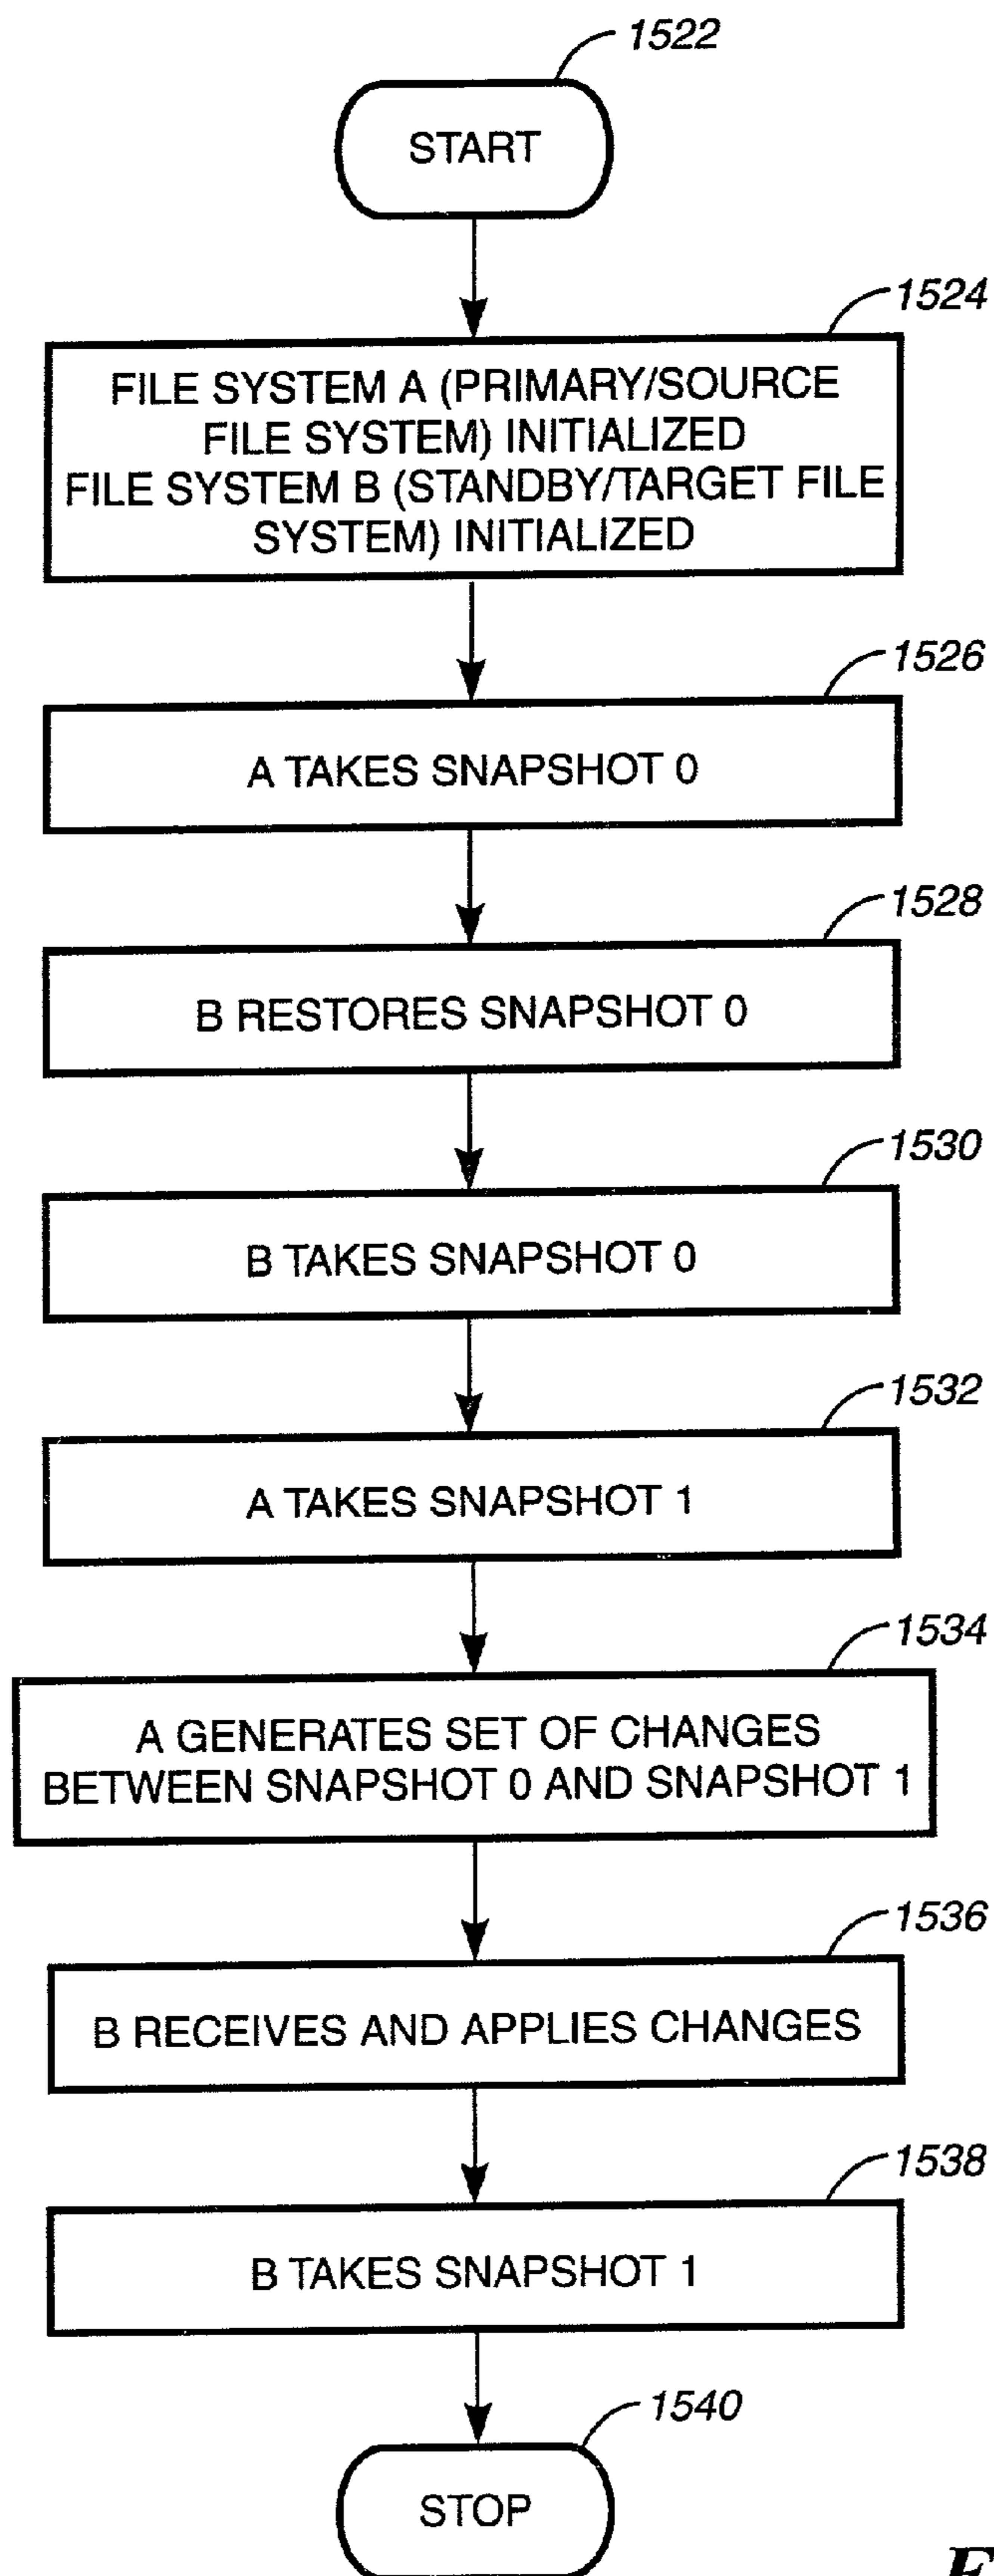 1522
START
1524
FILE SYSTEM A (PRIMARY/SOURCE
FILE SYSTEM) INITIALIZED
FILE SYSTEM B (STANDBY/TARGET FILE
SYSTEM) INITIALIZED
1526
A TAKES SNAPSHOT 0
1528
B RESTORES SNAPSHOT 0
1530
B TAKES SNAPSHOT 0
1532
A TAKES SNAPSHOT 1
1534
A GENERATES SET OF CHANGES
BETWEEN SNAPSHOT 0 AND SNAPSHOT 1
1536
B RECEIVES AND APPLIES CHANGES
1538
B TAKES SNAPSHOT 1
1540
STOP